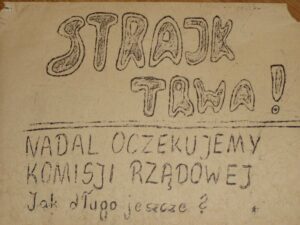 STRAJK
TRWA!
NADAL OCZEKUJEMY
KOMISJI RZĄDOWEJ
Jak długo jeszcze?